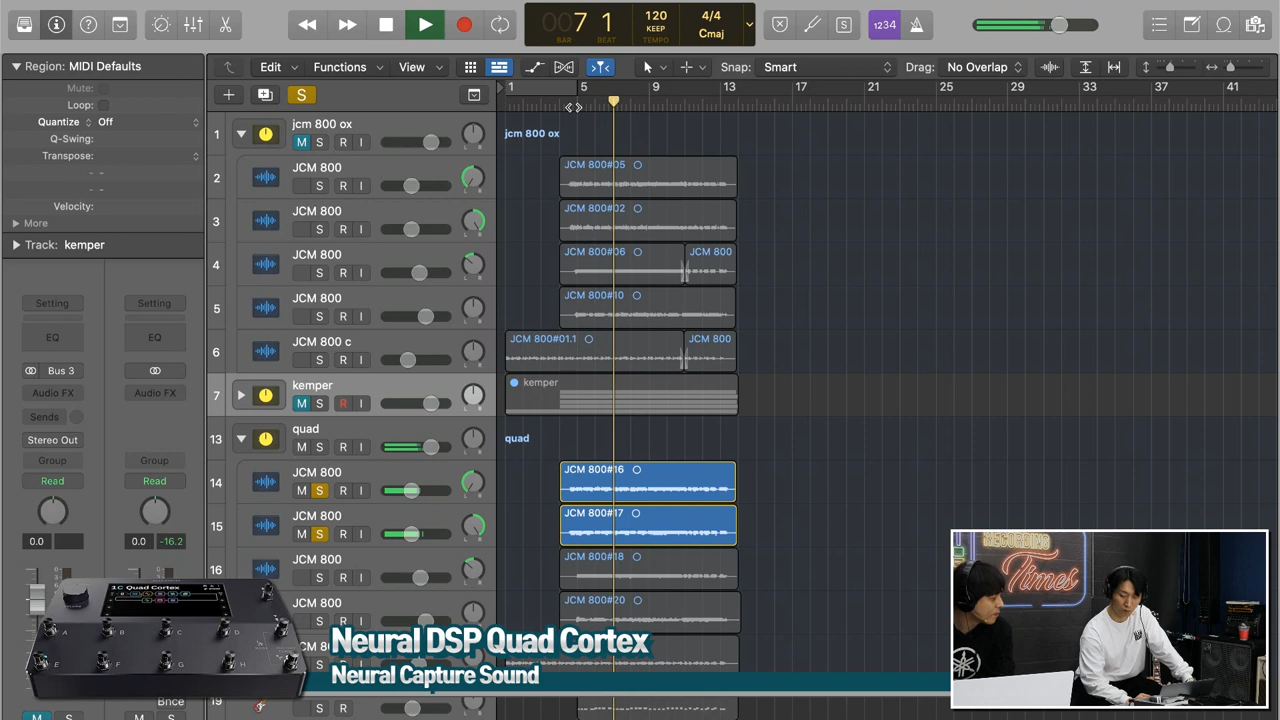 007 1
BAR BEAT
120
KEEP
TEMPO
4/4
Cmaj
1234
Region: MIDI Defaults
Edit Functions View
Snap: Smart
Drag: No Overlap
Mute:
Loop:
Quantize Off
Q-Swing:
Transpose:
Velocity:
More
Track: kemper
S
1 5 9 13 17 21 25 29 33 37 41
1 jcm 800 ox
M S R I
jcm 800 ox
2 JCM 800
S R I
JCM 800#05
3 JCM 800
S R I
JCM 800#02
4 JCM 800
S R I
JCM 800#06
JCM 800
5 JCM 800
S R I
JCM 800#10
6 JCM 800 c
S R I
JCM 800#01.1
JCM 800
7 kemper
M S R I
kemper
13 quad
M S R I
quad
14 JCM 800
M S R I
JCM 800#16
15 JCM 800
M S R I
JCM 800#17
16 JCM 800
S R I
JCM 800#18
JCM 800
JCM 800#20
Setting Setting
EQ EQ
Bus 3
Audio FX Audio FX
Sends
Stereo Out
Group Group
Read Read
0.0 0.0 -16.2
Bnce
M S M S
19
S R
1C Quad Cortex
A B C D
E F G H
Neural DSP Quad Cortex
Neural Capture Sound
RECORDING
Times